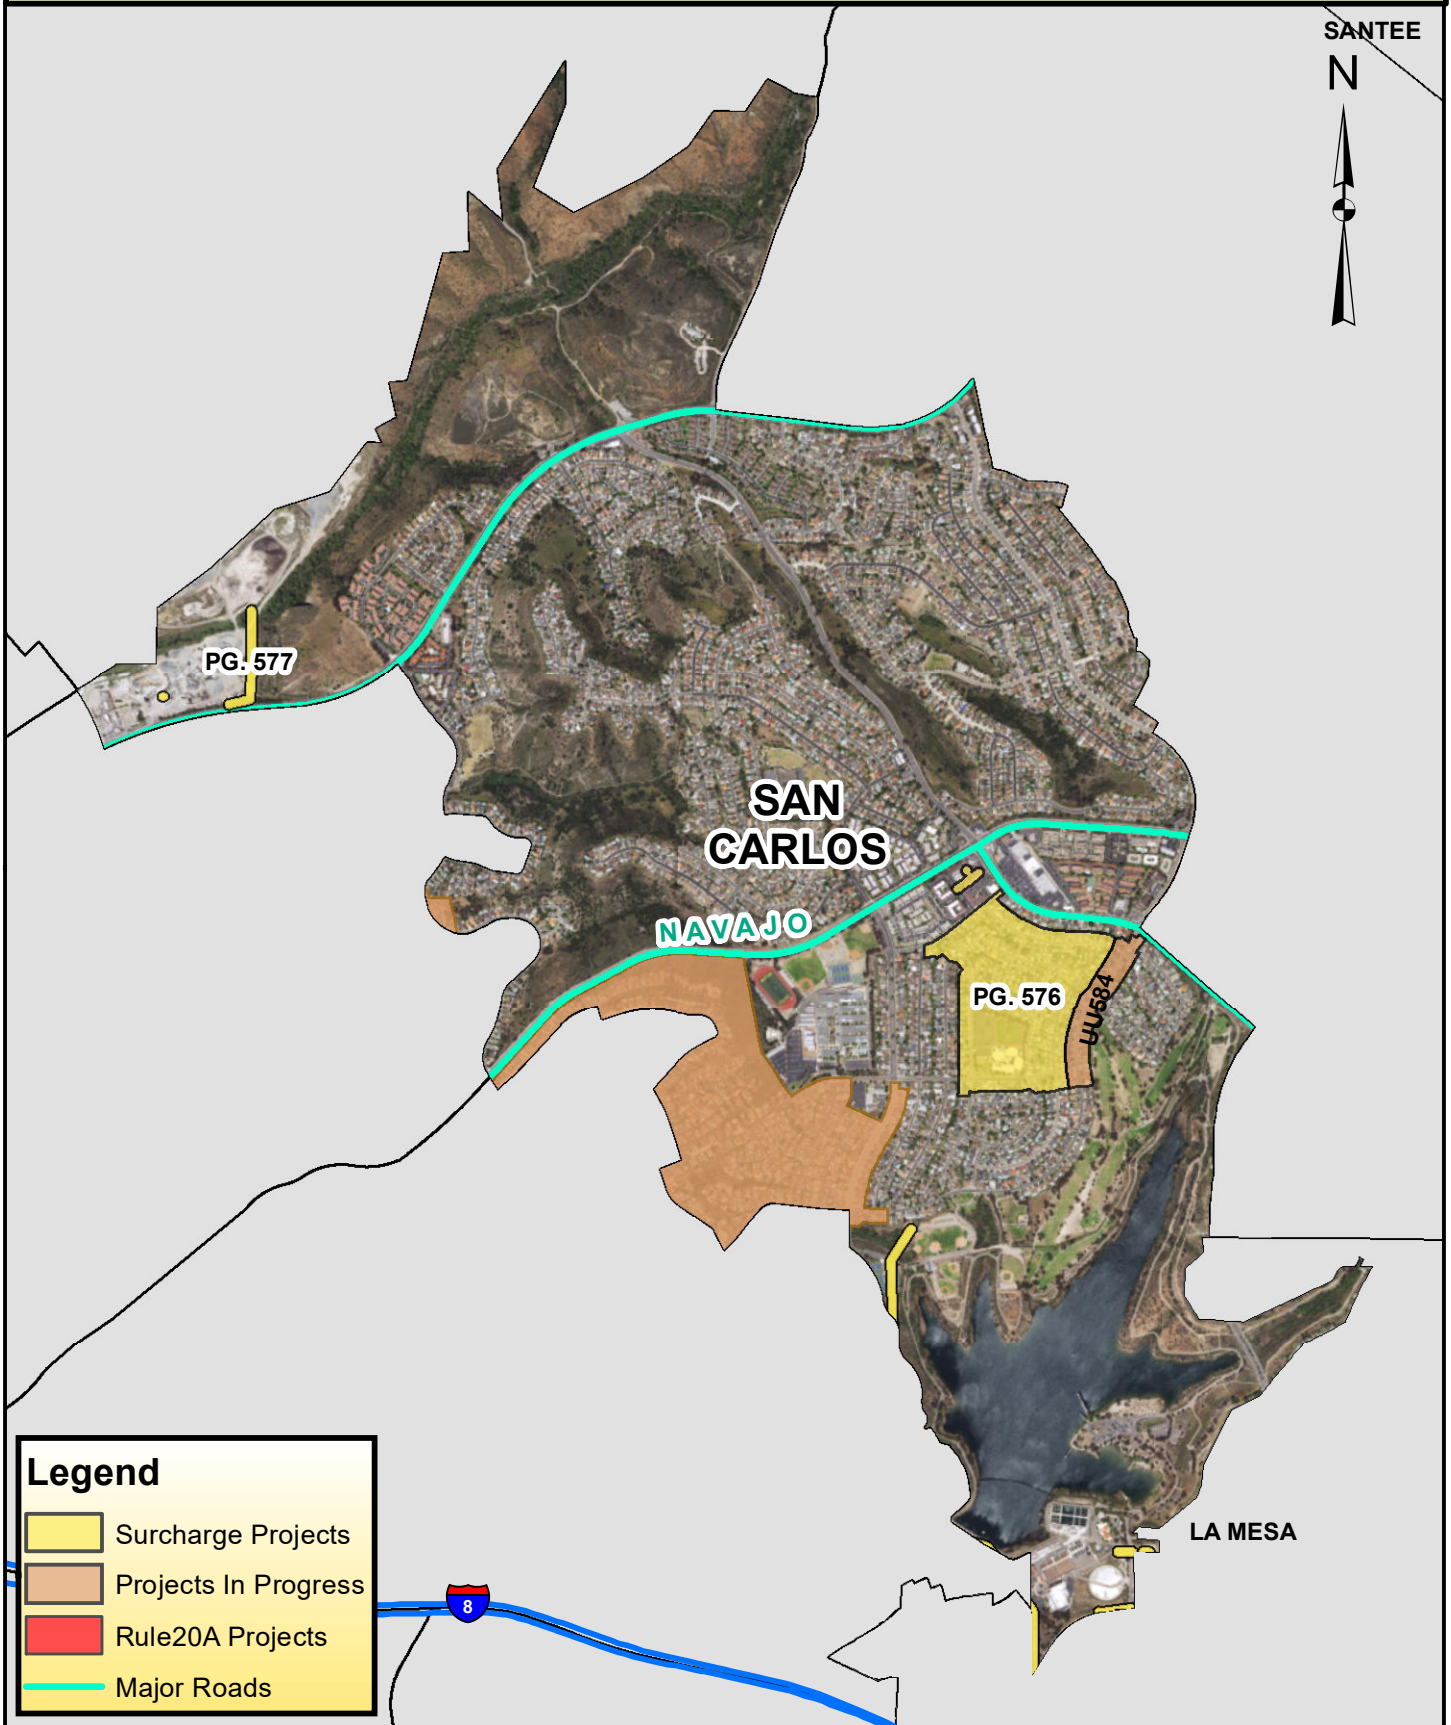 SANTEE
N
PG. 577
SAN
CARLOS
NAVAJO
PG. 576
UU584
LA MESA
Legend
Surcharge Projects
Projects In Progress
Rule20A Projects
Major Roads
8